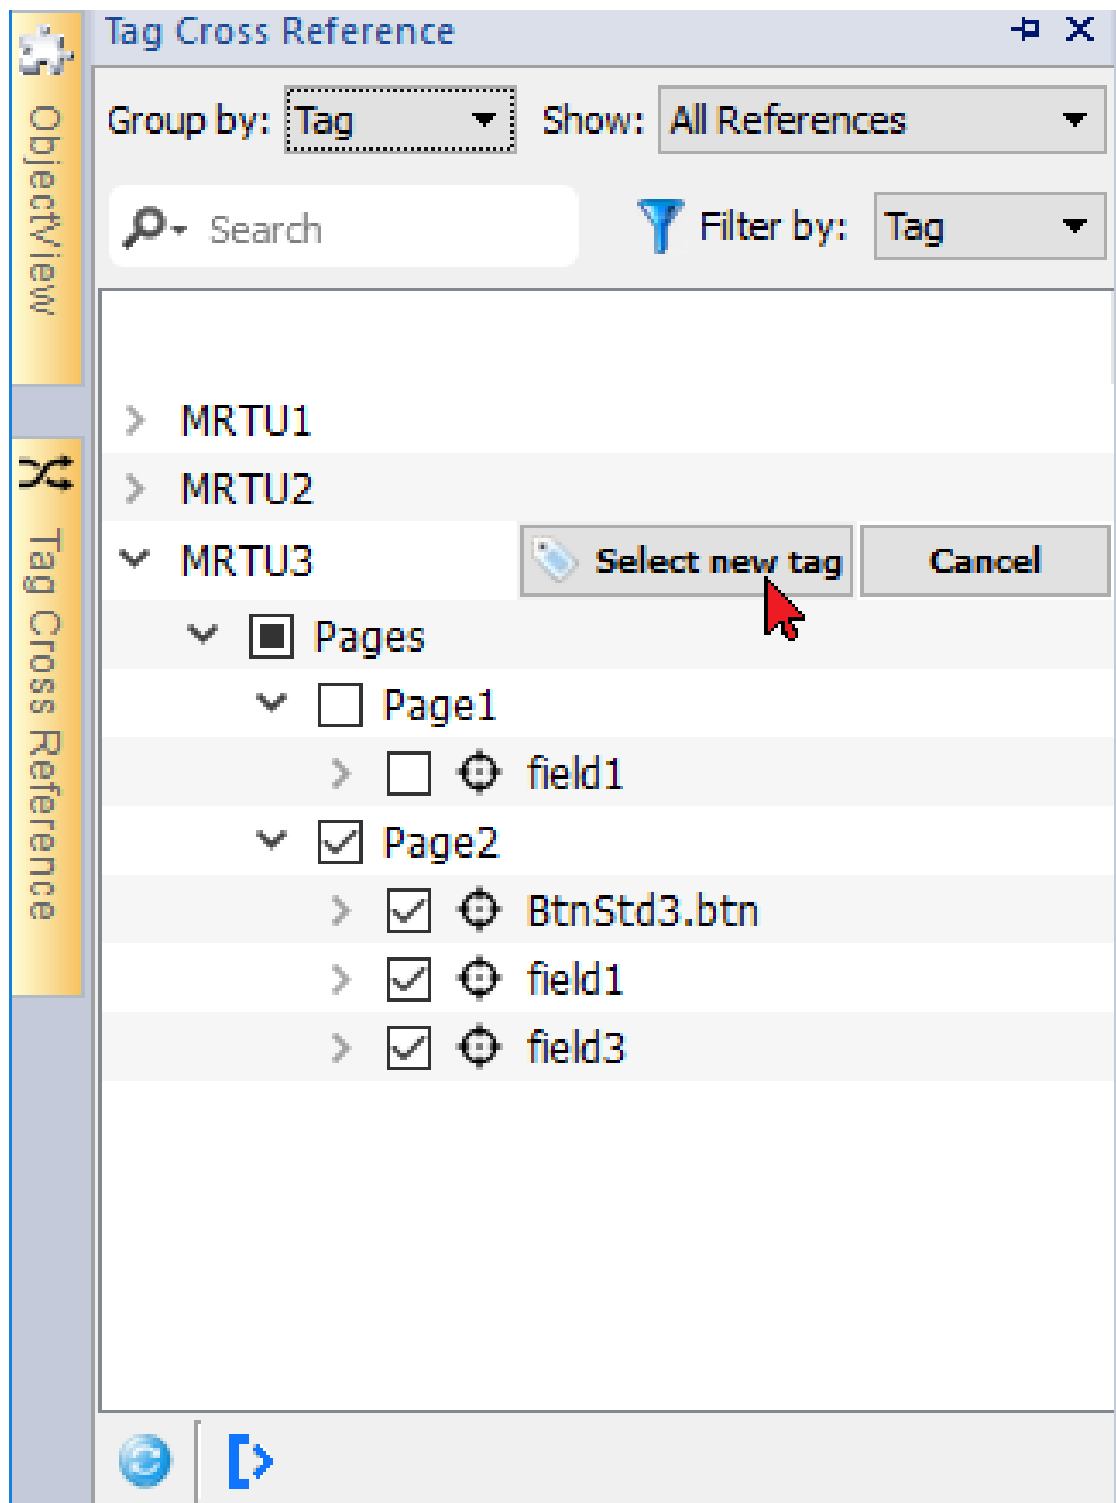 Tag Cross Reference
Group by: Tag Show: All References
Search Filter by: Tag
MRTU1
MRTU2
MRTU3 Select new tag Cancel
Pages
Page1
field1
Page2
BtnStd3.btn
field1
field3
ObjectView
Tag Cross Reference